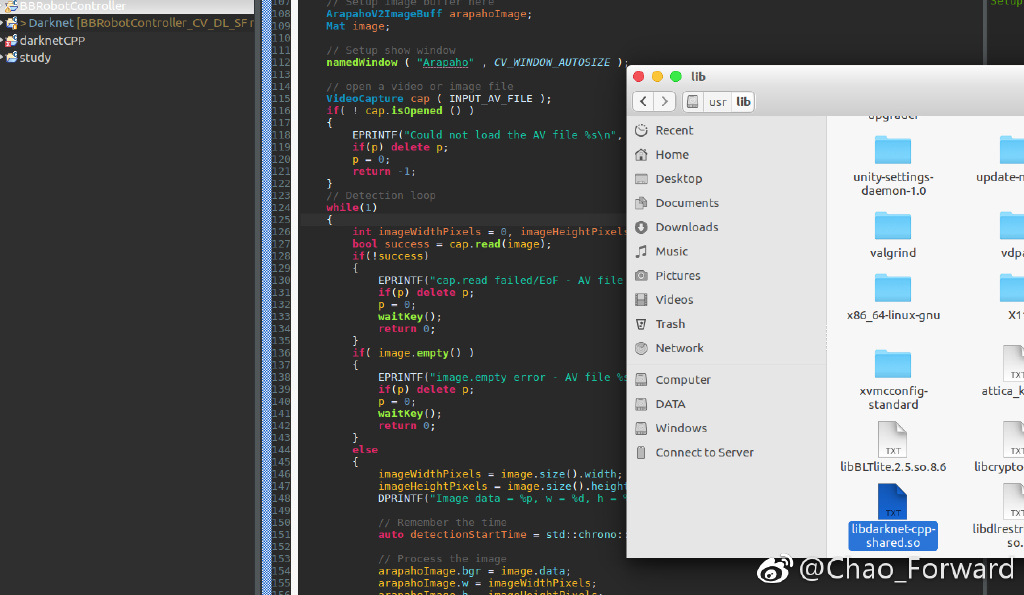 BBRobotController
> Darknet [BBRobotController_CV_DL_SF
darknetCPP
study
107 // Setup image buffer here
108 ArapahoV2ImageBuff arapahoImage;
109 Mat image;
110
111 // Setup show window
112 namedWindow ( "Arapaho" , CV_WINDOW_AUTOSIZE );
113
114 // open a video or image file
115 VideoCapture cap ( INPUT_AV_FILE );
116 if( ! cap.isOpened () )
117 {
118 EPRINTF("Could not load the AV file %s\n",
119 if(p) delete p;
120 p = 0;
121 return -1;
122 }
123 // Detection loop
124 while(1)
125 {
126 int imageWidthPixels = 0, imageHeightPixels
127 bool success = cap.read(image);
128 if(!success)
129 {
130 EPRINTF("cap.read failed/EoF - AV file
131 if(p) delete p;
132 p = 0;
133 waitKey();
134 return 0;
135 }
136 if( image.empty() )
137 {
138 EPRINTF("image.empty error - AV file %s
139 if(p) delete p;
140 p = 0;
141 waitKey();
142 return 0;
143 }
144 else
145 {
146 imageWidthPixels = image.size().width;
147 imageHeightPixels = image.size().height
148 DPRINTF("Image data = %p, w = %d, h = %
149
150 // Remember the time
151 auto detectionStartTime = std::chrono:
152
153 // Process the image
154 arapahoImage.bgr = image.data;
155 arapahoImage.w = imageWidthPixels;
156 arapahoImage.h = imageHeightPixels;
Setup
lib
usr lib
Recent
Home
Desktop
Documents
Downloads
Music
Pictures
Videos
Trash
Network
Computer
DATA
Windows
Connect to Server
upgrader
unity-settings-
daemon-1.0
update-n
valgrind
vdpa
x86_64-linux-gnu
X11
xvmcconfig-
standard
TXT
attica_k
TXT
libBLTlite.2.5.so.8.6
TXT
libcrypto
TXT
libdarknet-cpp-
shared.so
TXT
libdlrestr
so.
@Chao_Forward